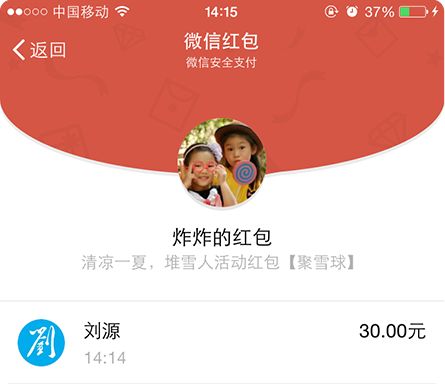 中国移动 14:15 37%
返回 微信红包
微信安全支付
炸炸的红包
清凉一夏，堆雪人活动红包【聚雪球】
劉 刘源 30.00元
14:14